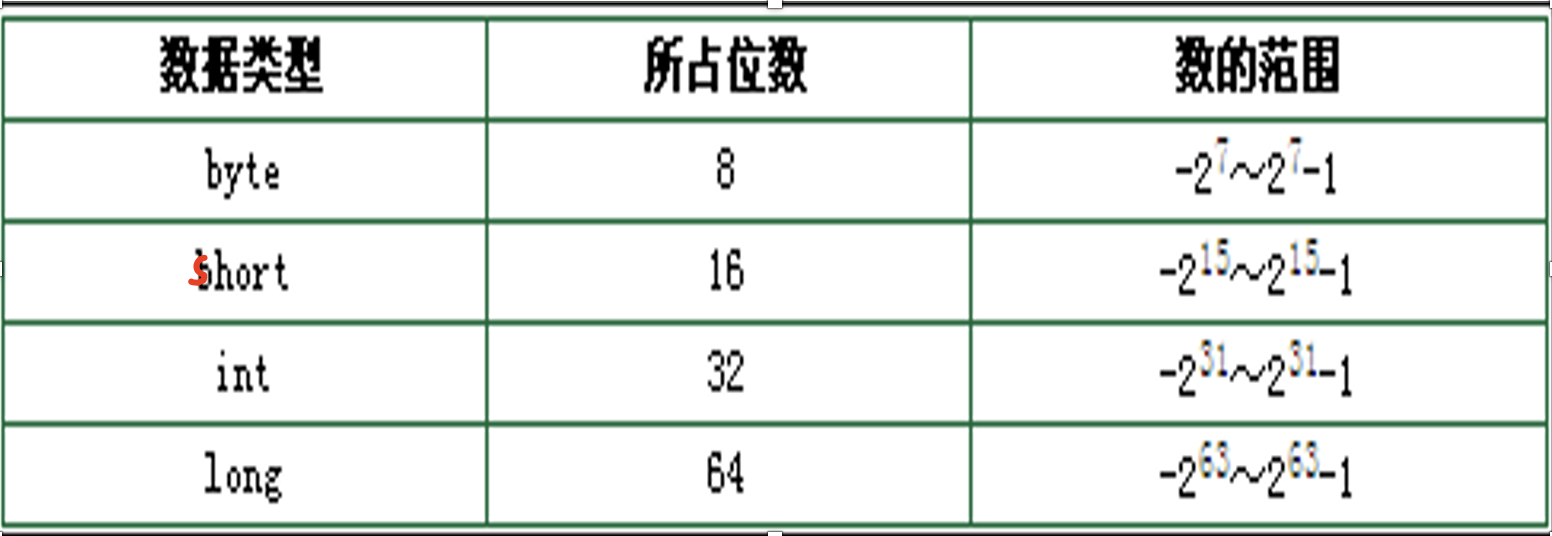 数据类型 所占位数 数的范围
byte 8 -2⁷~2⁷-1
short 16 -2¹⁵~2¹⁵-1
int 32 -2³¹~2³¹-1
long 64 -2⁶³~2⁶³-1